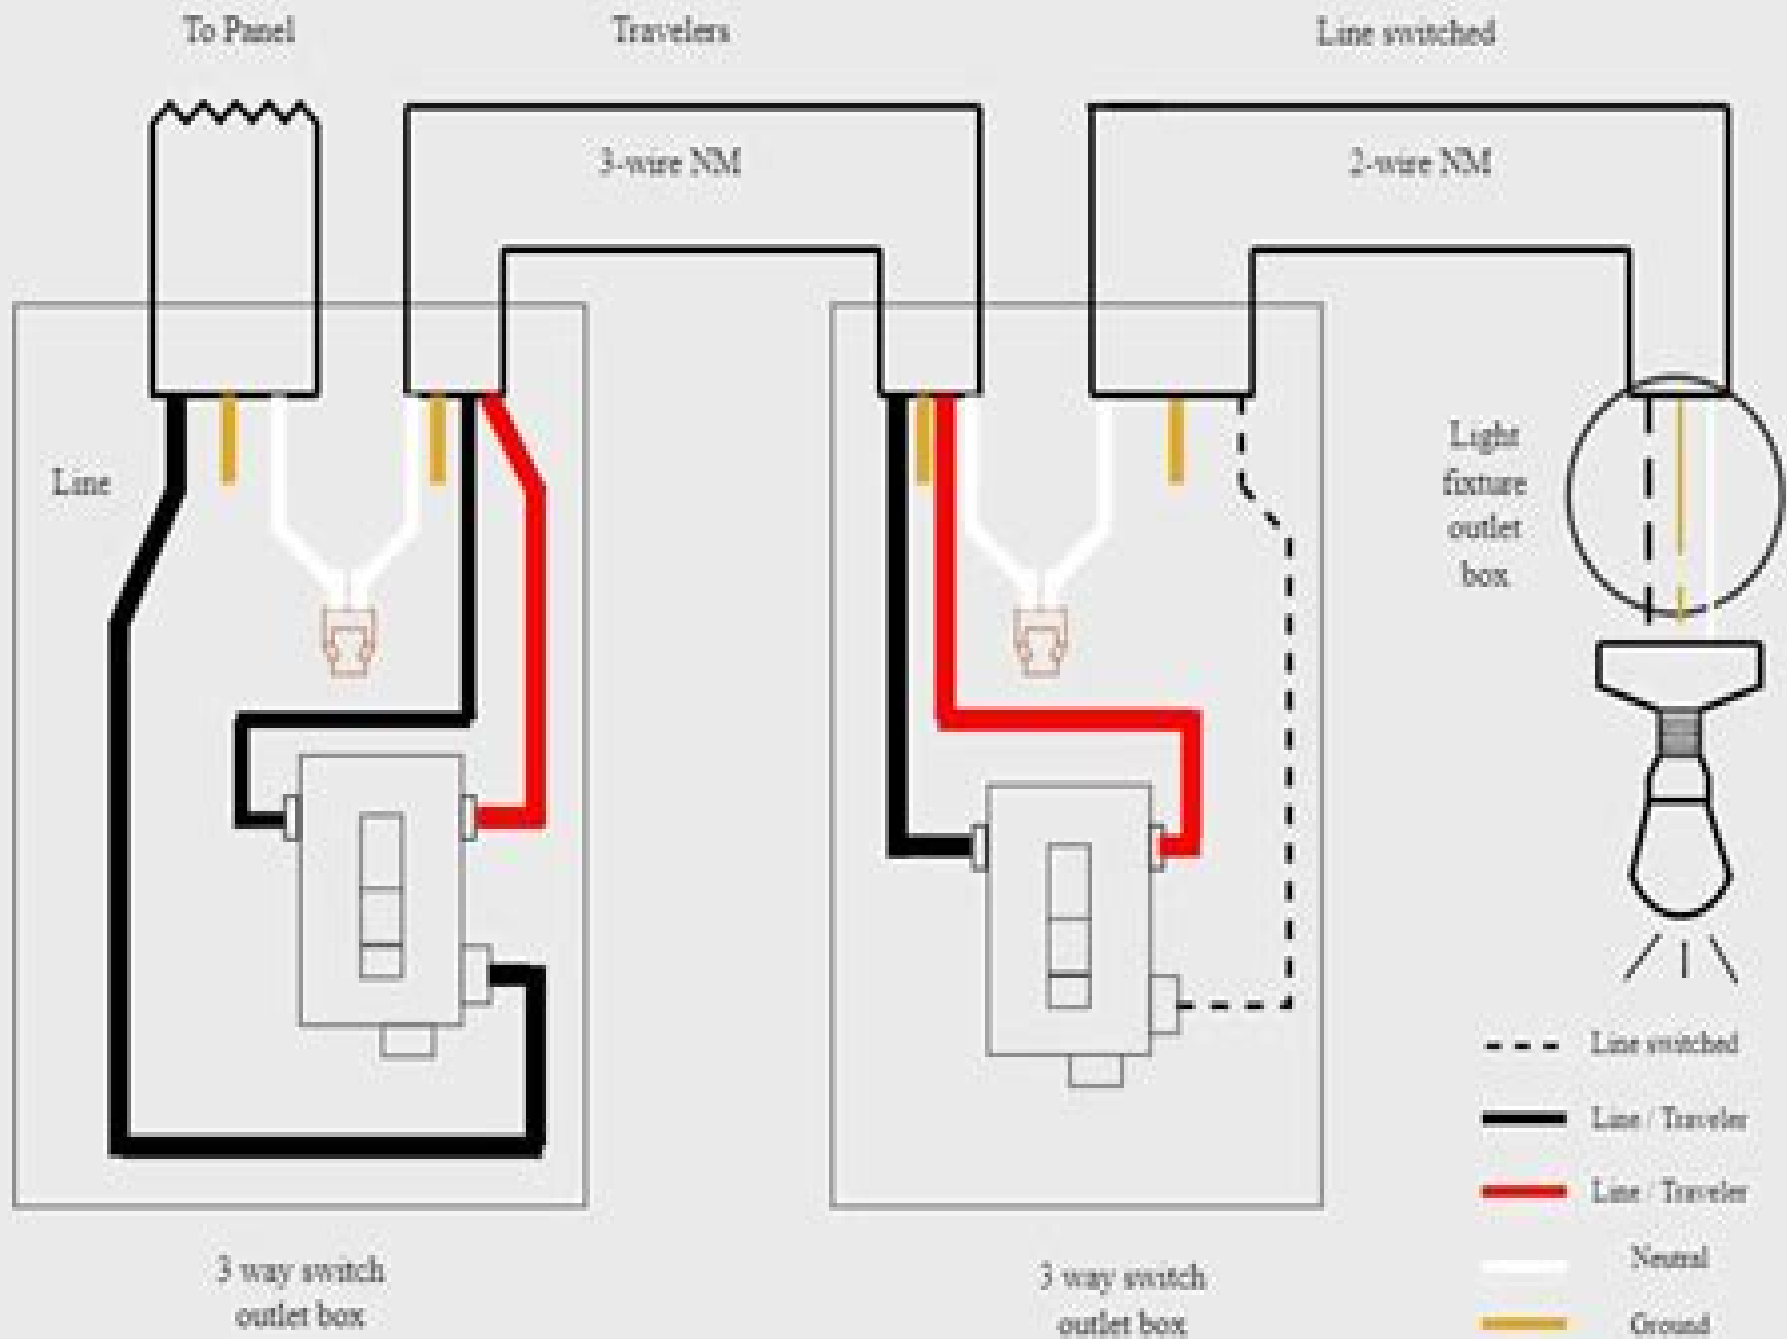 To Panel
Travelers
Line switched
3-wire NM
2-wire NM
Line
Light
fixture
outlet
box
Line switched
Line / Traveler
Line / Traveler
Neutral
Ground
3 way switch
outlet box
3 way switch
outlet box